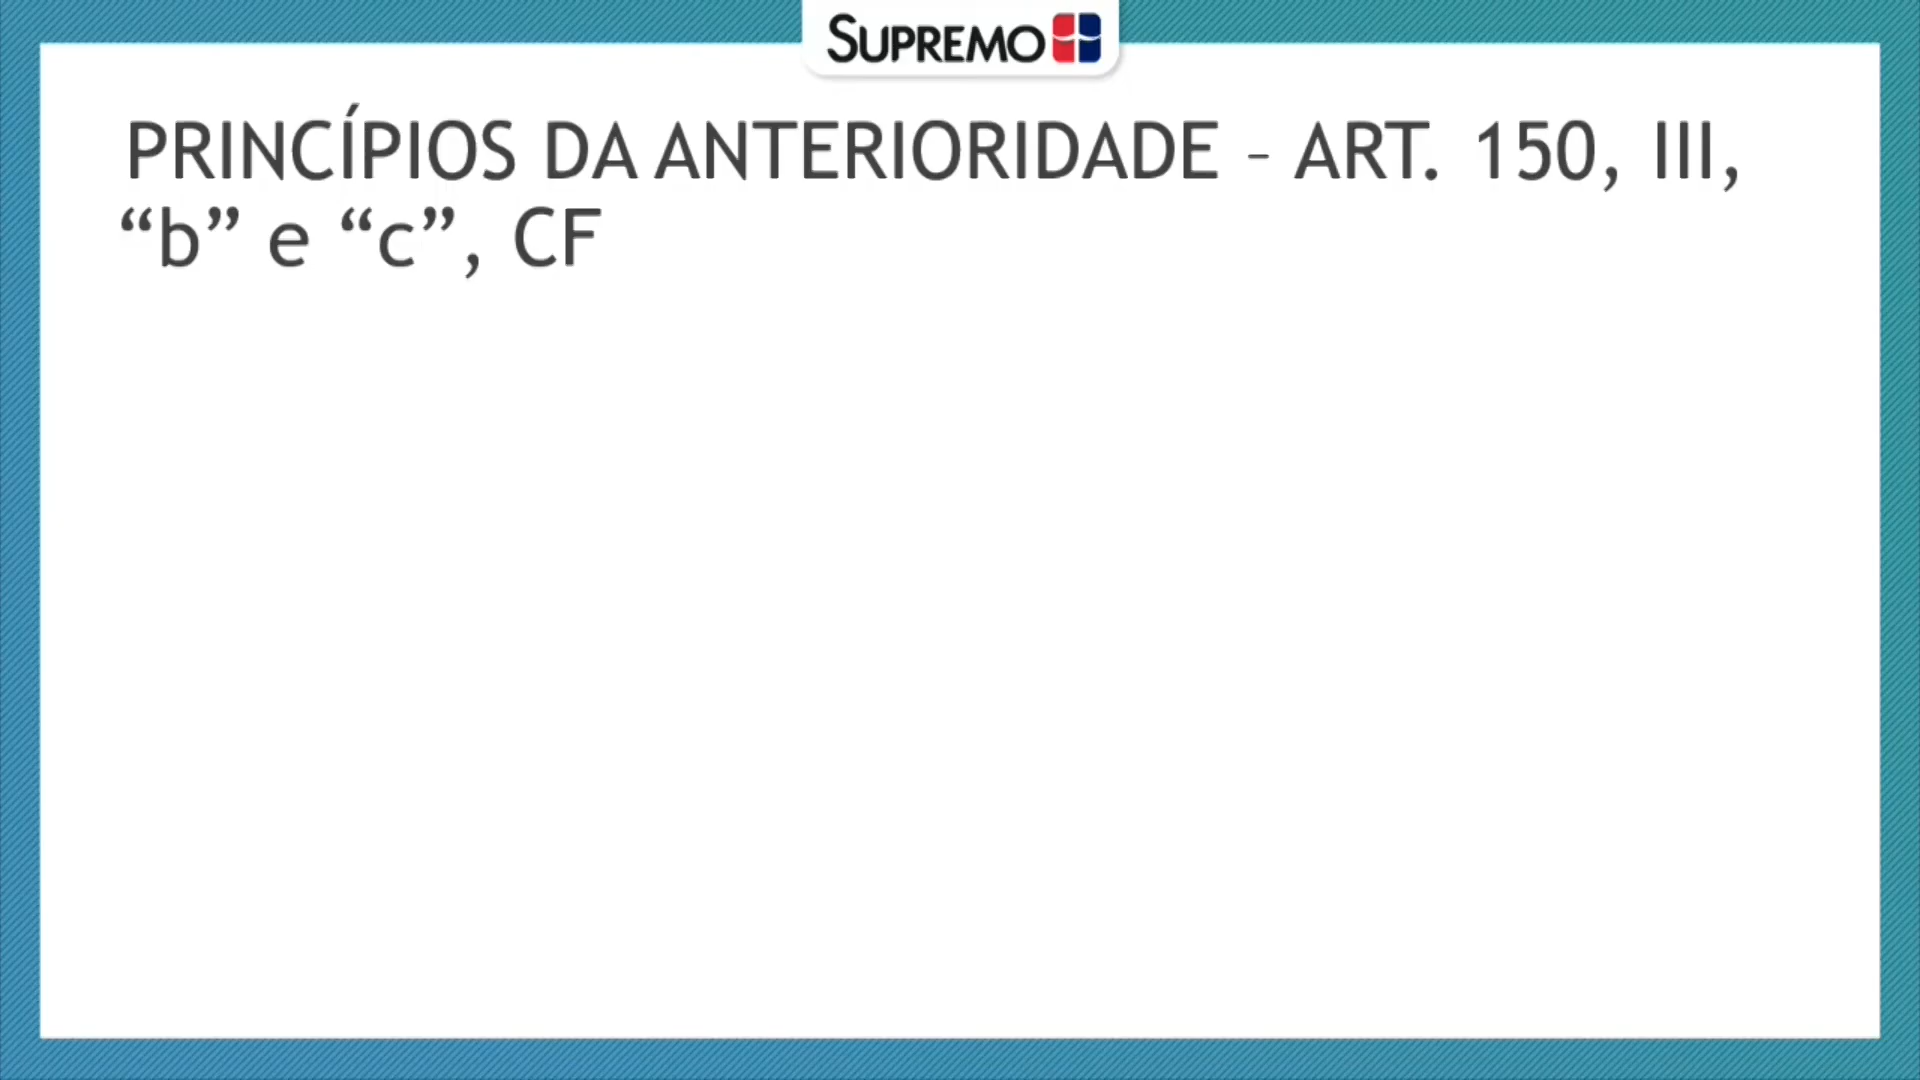 SUPREMO
PRINCÍPIOS DA ANTERIORIDADE – ART. 150, III,
“b” e “c”, CF